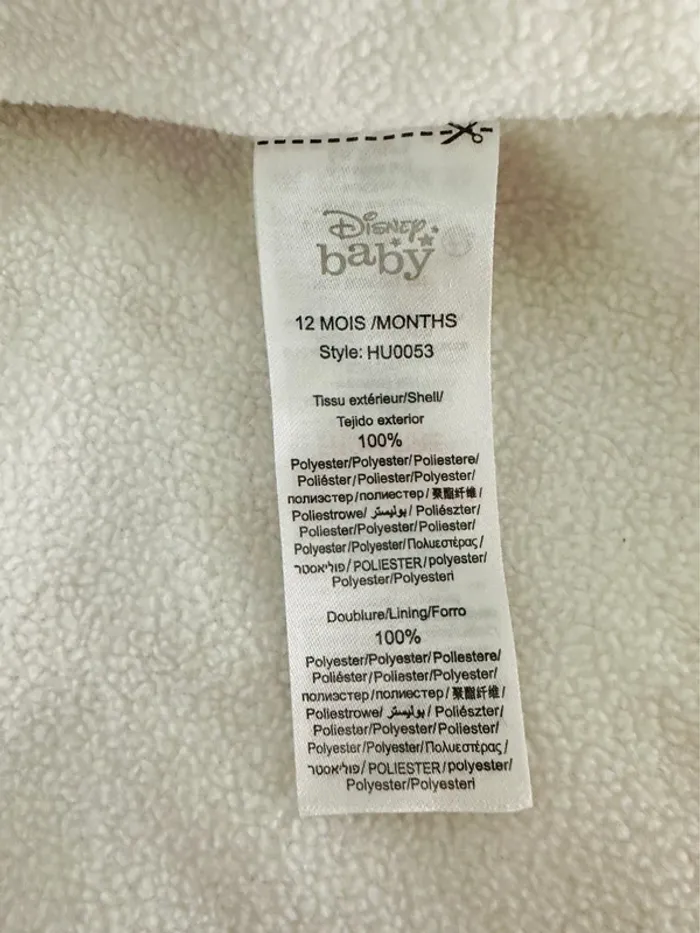 Disney
baby
12 MOIS /MONTHS
Style: HU0053
Tissu extérieur/Shell/
Tejido exterior
100%
Polyester/Polyester/Poliestere/
Poliéster/Poliester/Polyester/
полиэстер/полиестер/聚酯纤维/
Poliestrowe/ بوليستر / Poliészter/
Poliester/Polyester/Poliester/
Polyester/Polyester/Πολυεστέρας/
פוליאסטר/ POLIESTER/polyester/
Polyester/Polyesteri
Doublure/Lining/Forro
100%
Polyester/Polyester/Poliestere/
Poliéster/Poliester/Polyester/
полиэстер/полиестер/聚酯纤维/
Poliestrowe/ بوليستر / Poliészter/
Poliester/Polyester/Poliester/
Polyester/Polyester/Πολυεστέρας/
פוליאסטר/ POLIESTER/polyester/
Polyester/Polyesteri